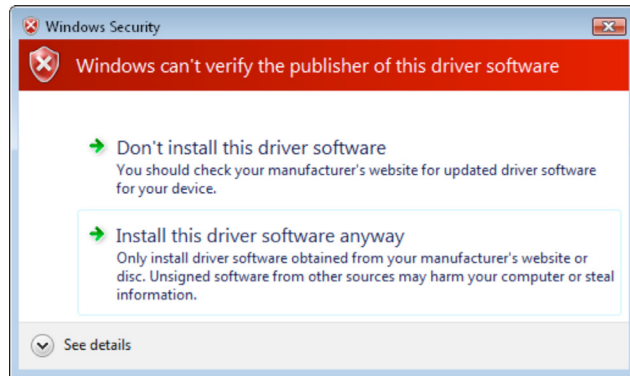 Windows Security
Windows can't verify the publisher of this driver software
Don't install this driver software
You should check your manufacturer's website for updated driver software
for your device.
Install this driver software anyway
Only install driver software obtained from your manufacturer's website or
disc. Unsigned software from other sources may harm your computer or steal
information.
See details